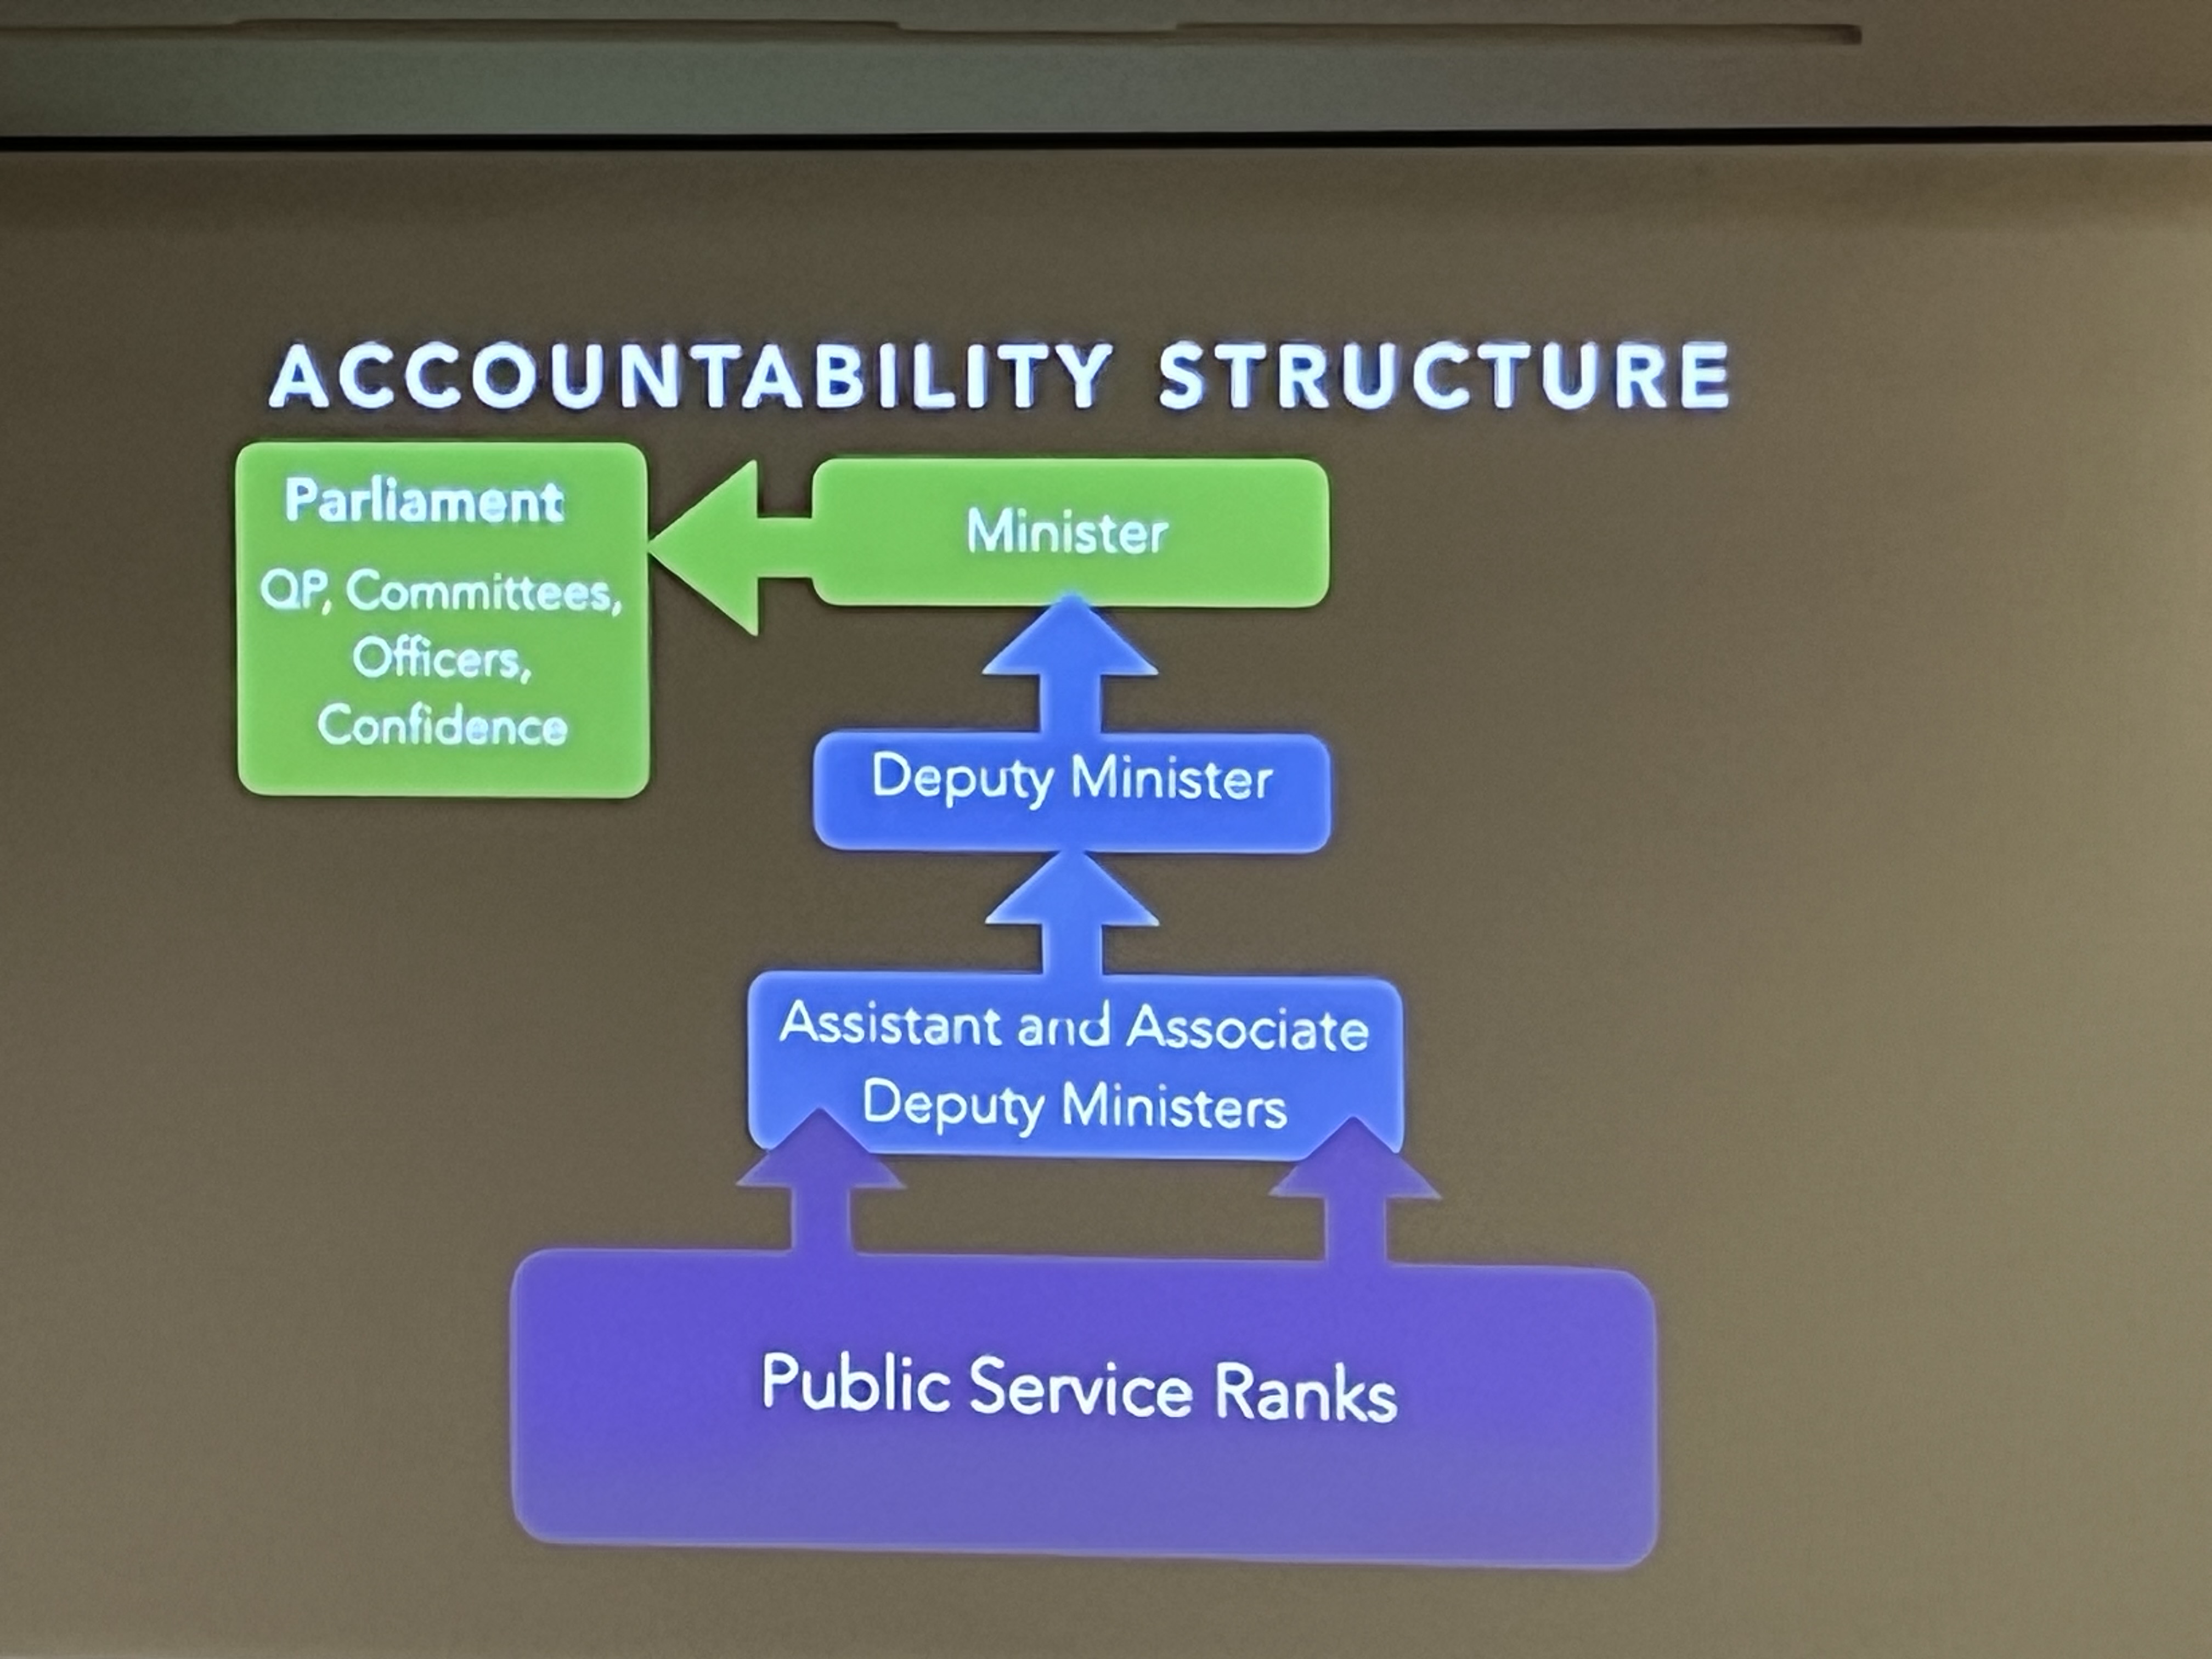 ACCOUNTABILITY STRUCTURE
Parliament
QP, Committees,
Officers,
Confidence
Minister
Deputy Minister
Assistant and Associate
Deputy Ministers
Public Service Ranks